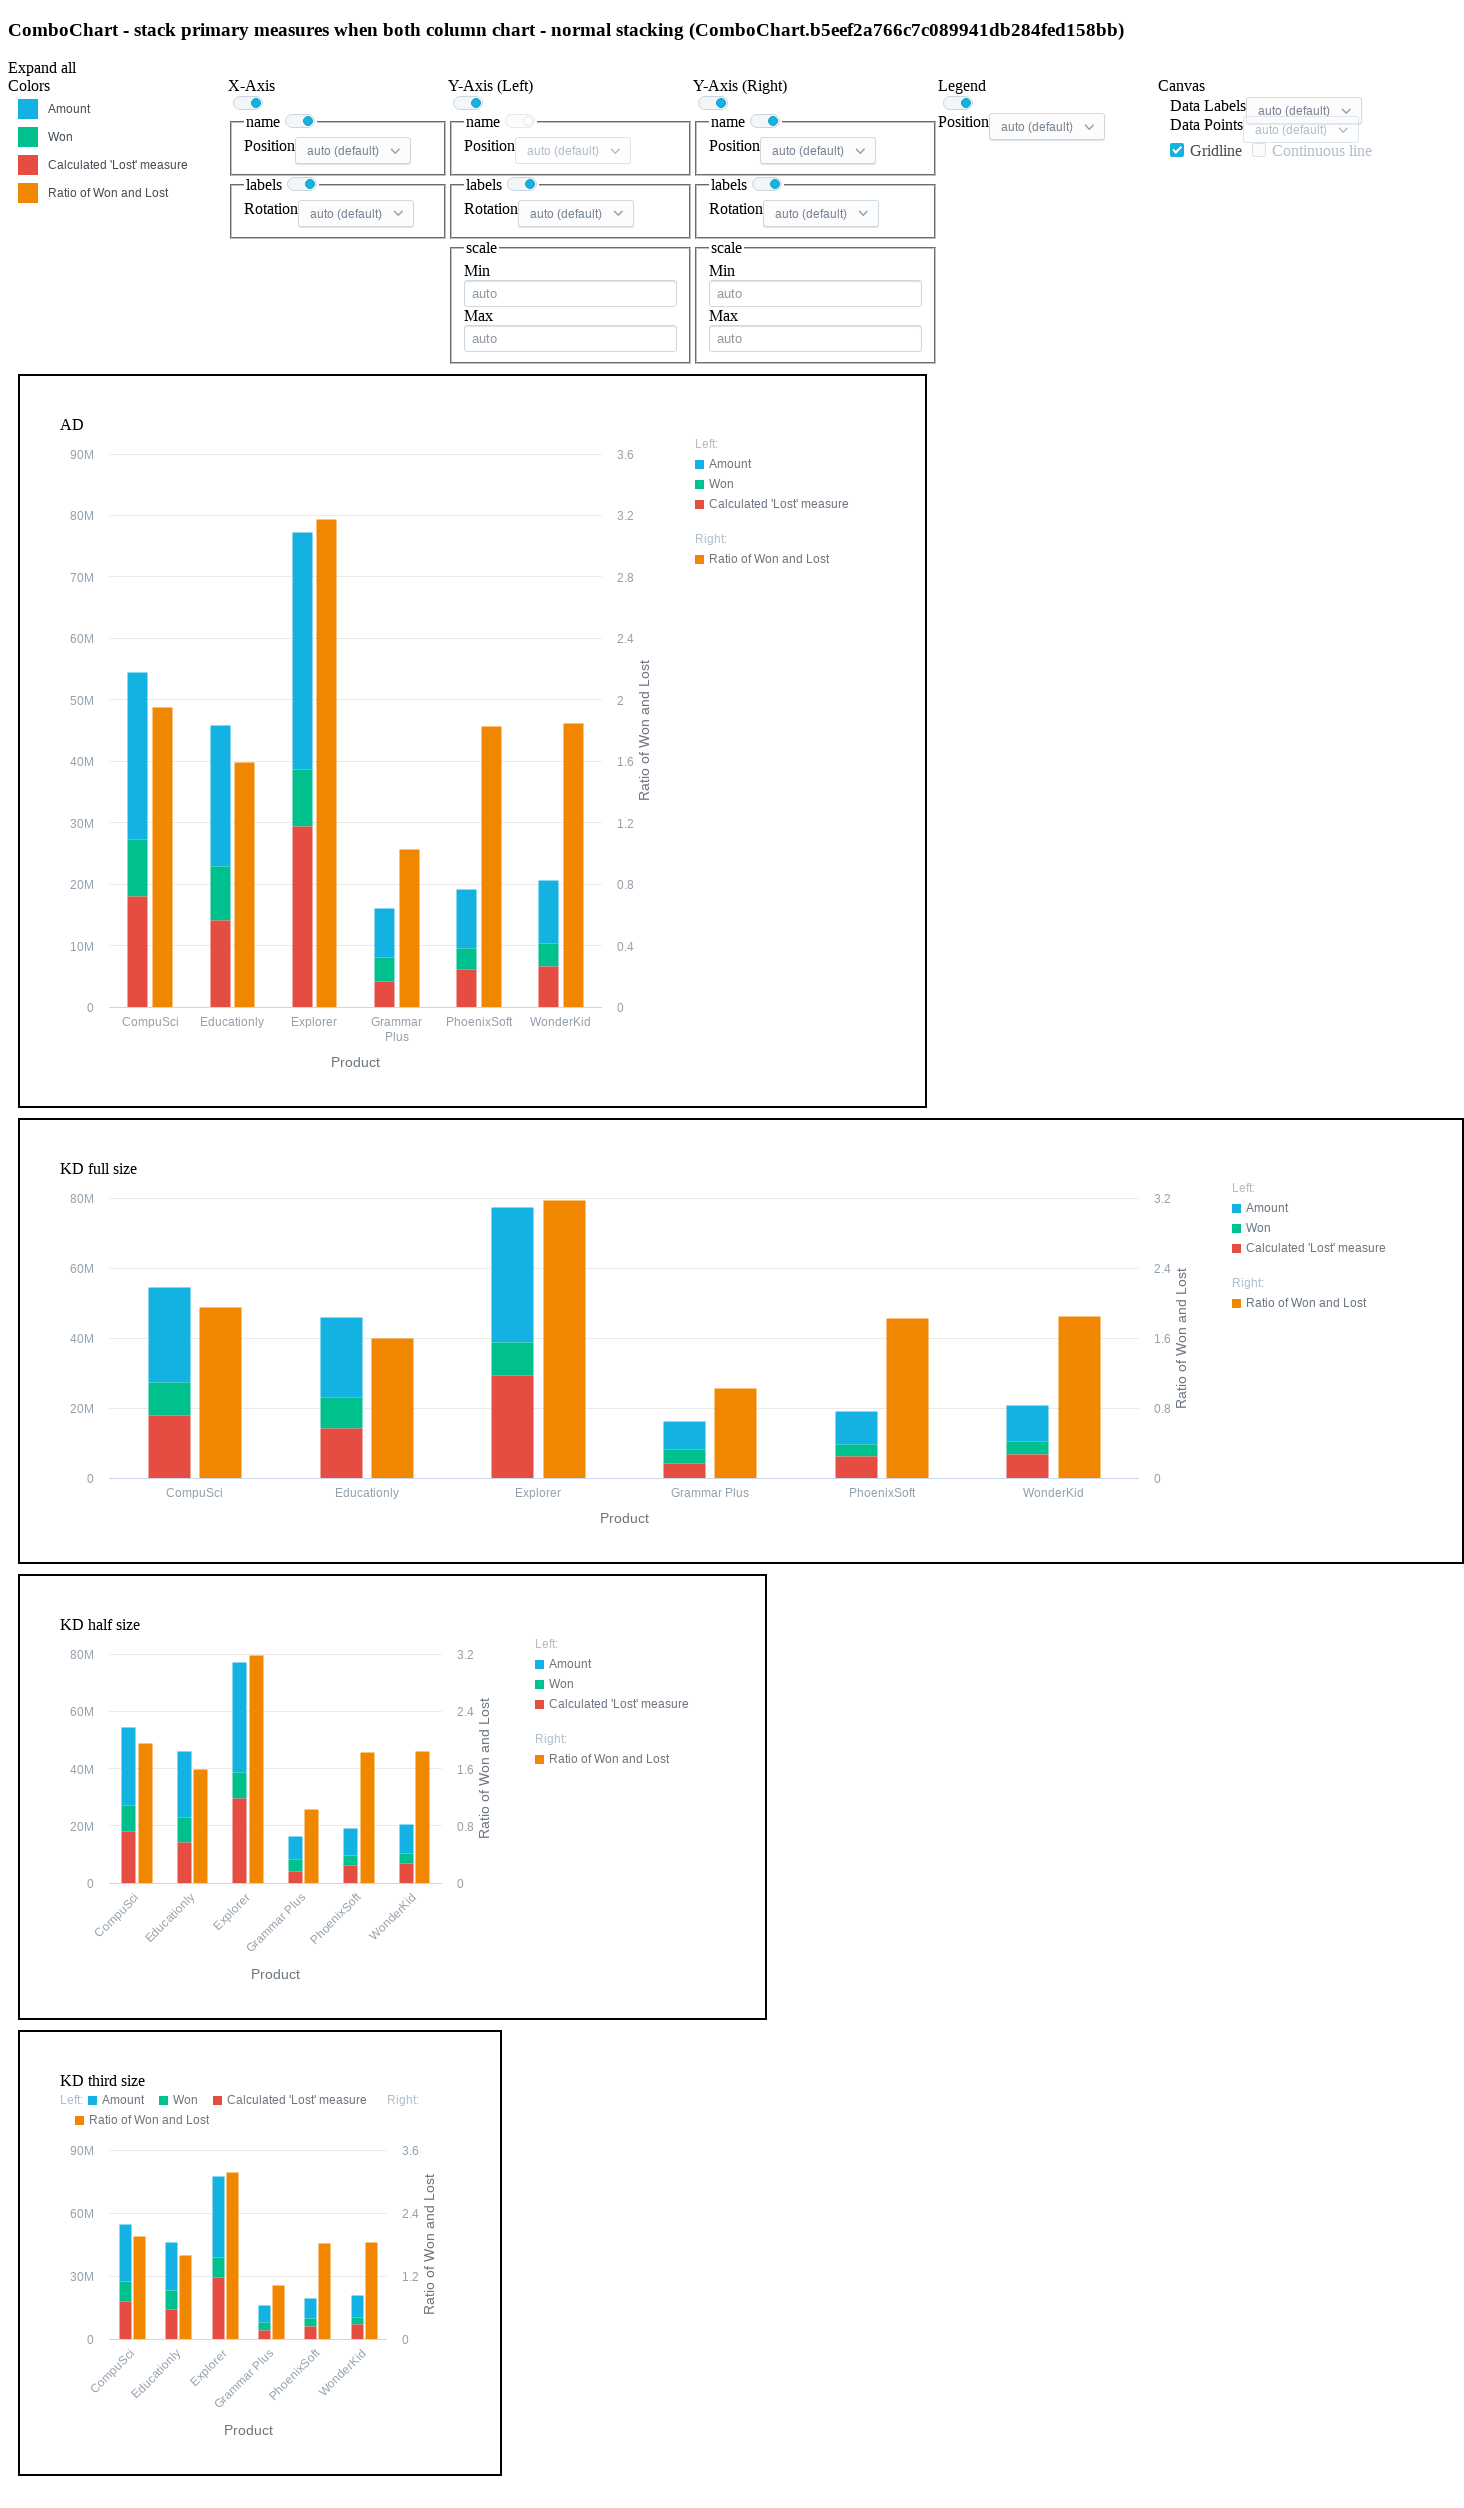 ComboChart - stack primary measures when both column chart - normal stacking (ComboChart.b5eef2a766c7c089941db284fed158bb)
Expand all
Colors
Amount
Won
Calculated 'Lost' measure
Ratio of Won and Lost
X-Axis
name
Position auto (default)
labels
Rotation auto (default)
Y-Axis (Left)
name
Position auto (default)
labels
Rotation auto (default)
scale
Min
auto
Max
auto
Y-Axis (Right)
name
Position auto (default)
labels
Rotation auto (default)
scale
Min
auto
Max
auto
Legend
Position auto (default)
Canvas
Data Labels auto (default)
Data Points auto (default)
Gridline Continuous line
AD
90M
80M
70M
60M
50M
40M
30M
20M
10M
0
3.6
3.2
2.8
2.4
2
1.6
1.2
0.8
0.4
0
Ratio of Won and Lost
CompuSci Educationly Explorer Grammar PhoenixSoft WonderKid
Plus
Product
Left:
Amount
Won
Calculated 'Lost' measure
Right:
Ratio of Won and Lost
KD full size
80M
60M
40M
20M
0
3.2
2.4
1.6
0.8
0
Ratio of Won and Lost
CompuSci Educationly Explorer Grammar Plus PhoenixSoft WonderKid
Product
Left:
Amount
Won
Calculated 'Lost' measure
Right:
Ratio of Won and Lost
KD half size
80M
60M
40M
20M
0
3.2
2.4
1.6
0.8
0
Ratio of Won and Lost
CompuSci Educationly Explorer Grammar Plus PhoenixSoft WonderKid
Product
Left:
Amount
Won
Calculated 'Lost' measure
Right:
Ratio of Won and Lost
KD third size
Left: Amount Won Calculated 'Lost' measure Right:
Ratio of Won and Lost
90M
60M
30M
0
3.6
2.4
1.2
0
Ratio of Won and Lost
CompuSci Educationly Explorer Grammar Plus PhoenixSoft WonderKid
Product